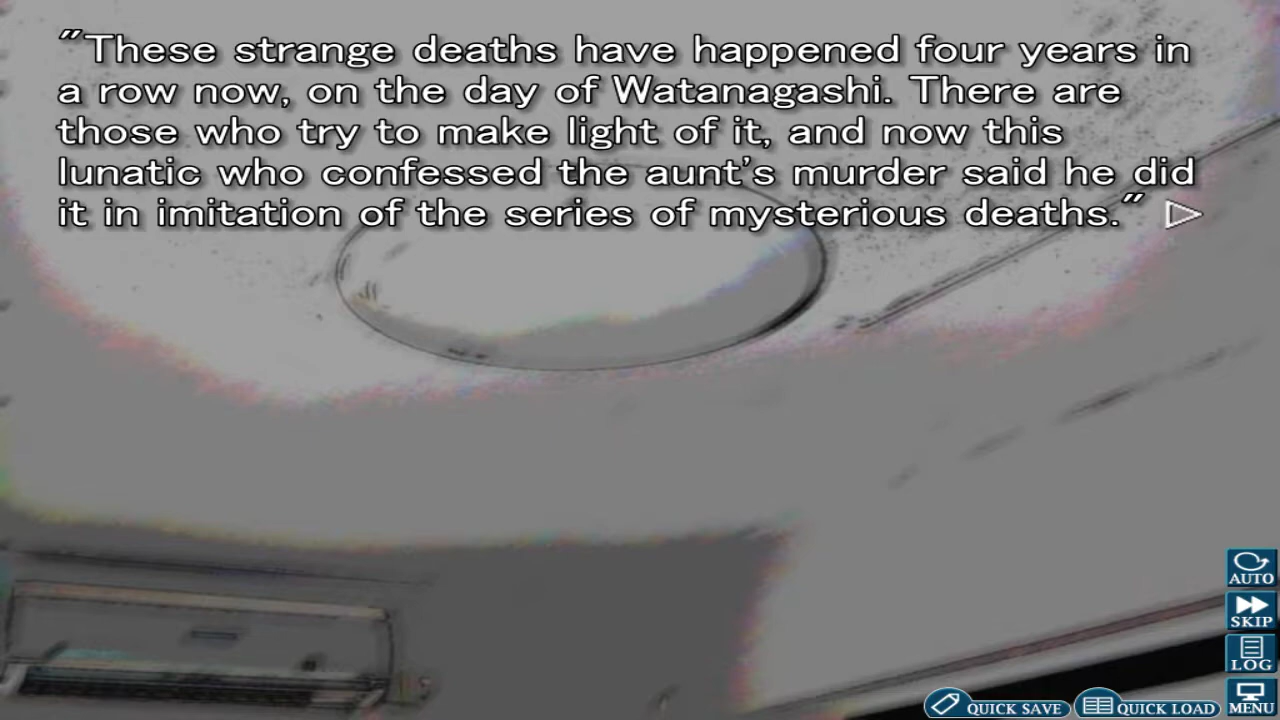 "These strange deaths have happened four years in
a row now, on the day of Watanagashi. There are
those who try to make light of it, and now this
lunatic who confessed the aunt's murder said he did
it in imitation of the series of mysterious deaths."
AUTO
SKIP
LOG
MENU
QUICK SAVE
QUICK LOAD